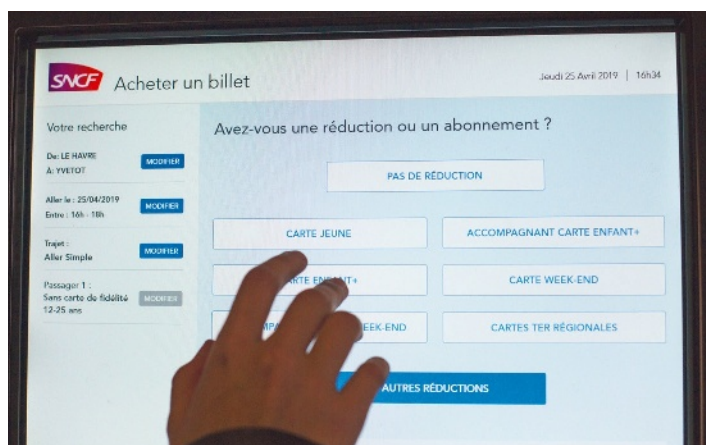 SNCF
Acheter un billet
Jeudi 25 Avril 2019 | 16h34
Votre recherche
De: LE HAVRE
A: YVETOT
MODIFIER
Aller le : 25/04/2019
Entre : 16h - 18h
MODIFIER
Trajet :
Aller Simple
MODIFIER
Passager 1 :
Sans carte de fidélité
12-25 ans
MODIFIER
Avez-vous une réduction ou un abonnement ?
PAS DE RÉDUCTION
CARTE JEUNE
ACCOMPAGNANT CARTE ENFANT+
CARTE WEEK-END
EEK-END
CARTES TER RÉGIONALES
AUTRES RÉDUCTIONS